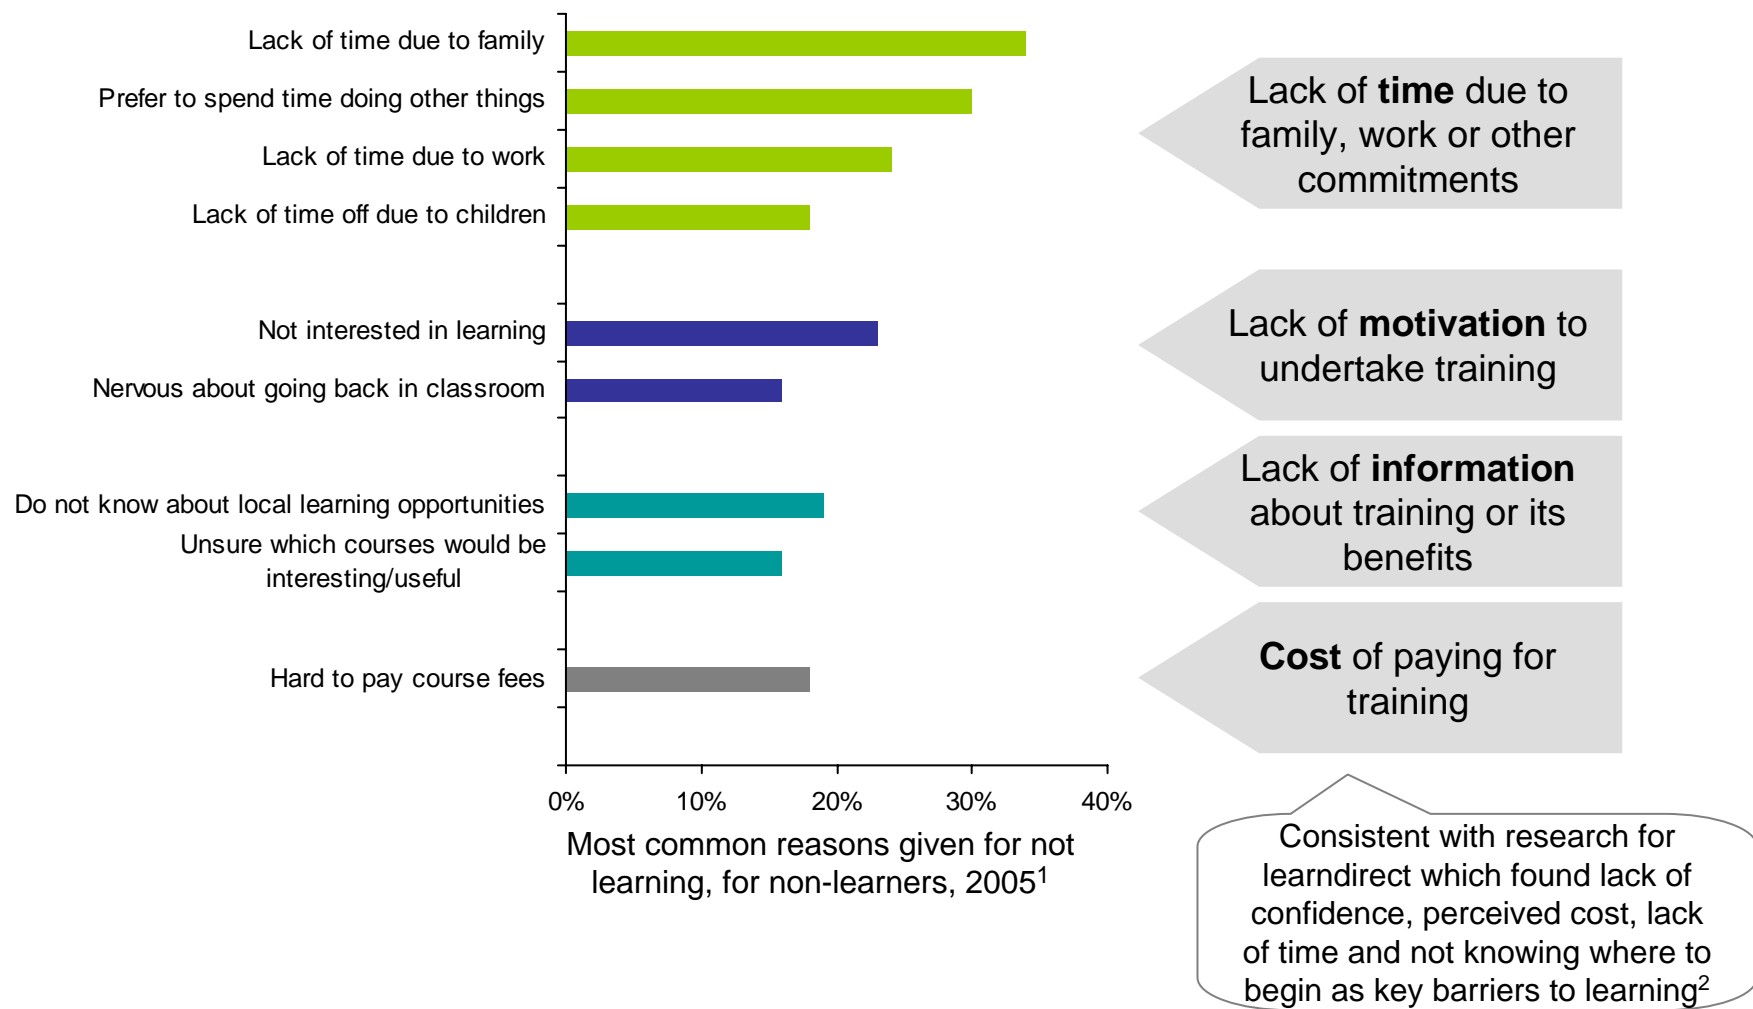 Lack of time due to family
Prefer to spend time doing other things
Lack of time due to work
Lack of time off due to children
Not interested in learning
Nervous about going back in classroom
Do not know about local learning opportunities
Unsure which courses would be
interesting/useful
Hard to pay course fees
0%
10%
20%
30%
40%
Most common reasons given for not
learning, for non-learners, 2005¹
Lack of time due to
family, work or other
commitments
Lack of motivation to
undertake training
Lack of information
about training or its
benefits
Cost of paying for
training
Consistent with research for
learndirect which found lack of
confidence, perceived cost, lack
of time and not knowing where to
begin as key barriers to learning²